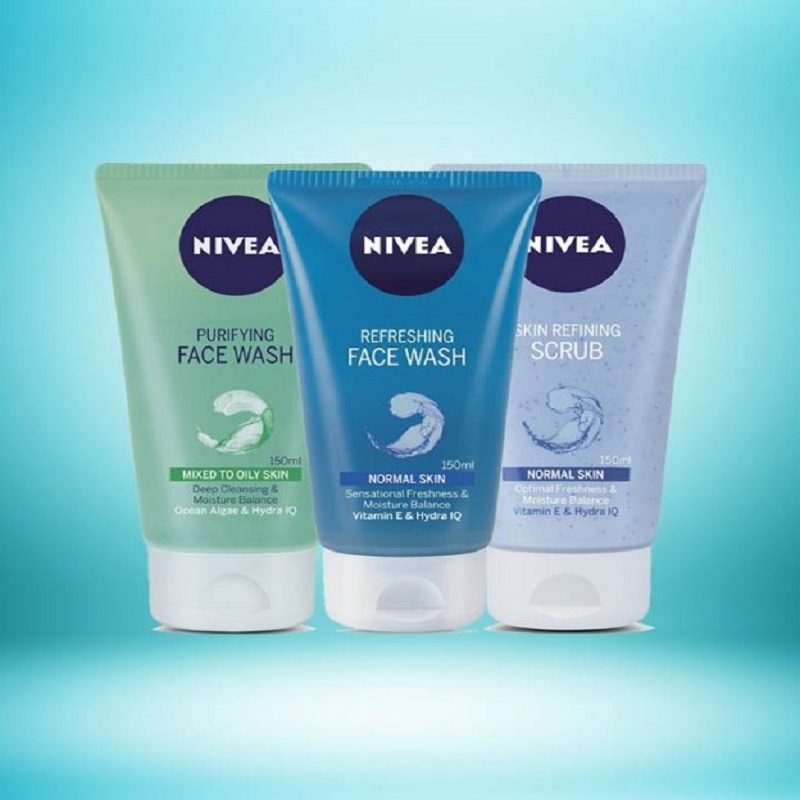 NIVEA
PURIFYING
FACE WASH
150ml
MIXED TO OILY SKIN
Deep Cleansing &
Moisture Balance
Ocean Algae & Hydra IQ
NIVEA
REFRESHING
FACE WASH
150ml
NORMAL SKIN
Sensational Freshness &
Moisture Balance
Vitamin E & Hydra IQ
NIVEA
SKIN REFINING
SCRUB
150ml
NORMAL SKIN
Optimal Freshness &
Moisture Balance
Vitamin E & Hydra IQ